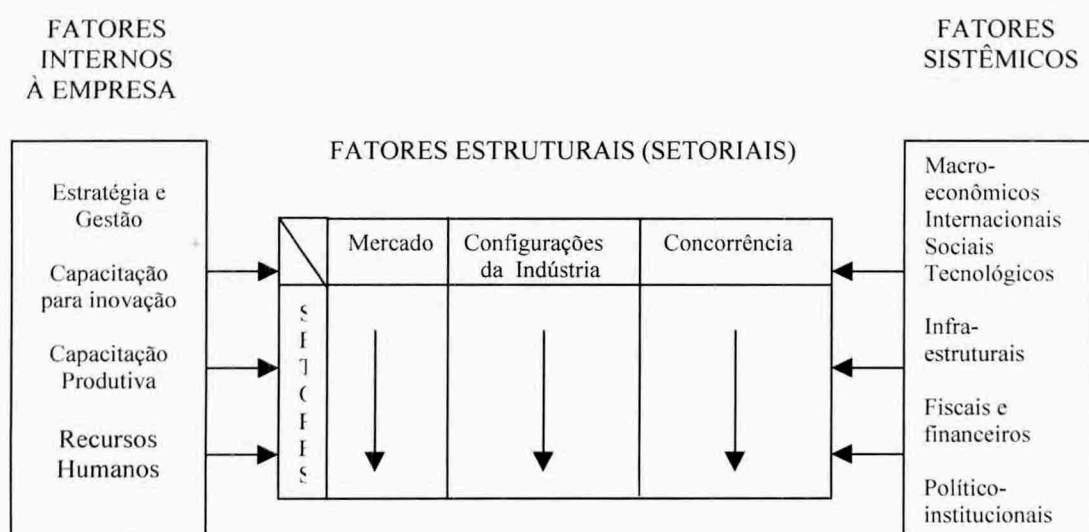 FATORES
INTERNOS
À EMPRESA
FATORES
SISTÊMICOS
FATORES ESTRUTURAIS (SETORIAIS)
Estratégia e
Gestão
Capacitação
para inovação
Capacitação
Produtiva
Recursos
Humanos
Mercado
Configurações
da Indústria
Concorrência
Macro-
econômicos
Internacionais
Sociais
Tecnológicos
Infra-
estruturais
Fiscais e
financeiros
Político-
institucionais